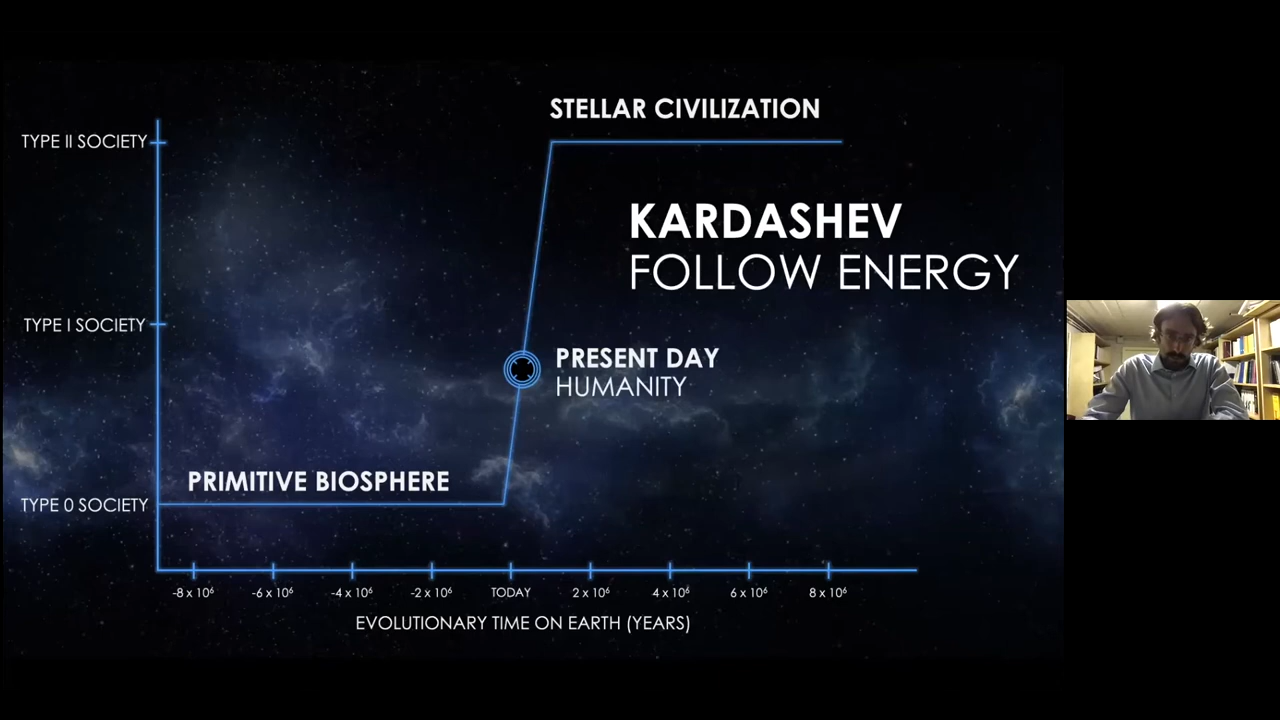 STELLAR CIVILIZATION
TYPE II SOCIETY
KARDASHEV
FOLLOW ENERGY
TYPE I SOCIETY
PRESENT DAY
HUMANITY
PRIMITIVE BIOSPHERE
TYPE 0 SOCIETY
-8 x 10⁶ -6 x 10⁶ -4 x 10⁶ -2 x 10⁶ TODAY 2 x 10⁶ 4 x 10⁶ 6 x 10⁶ 8 x 10⁶
EVOLUTIONARY TIME ON EARTH (YEARS)